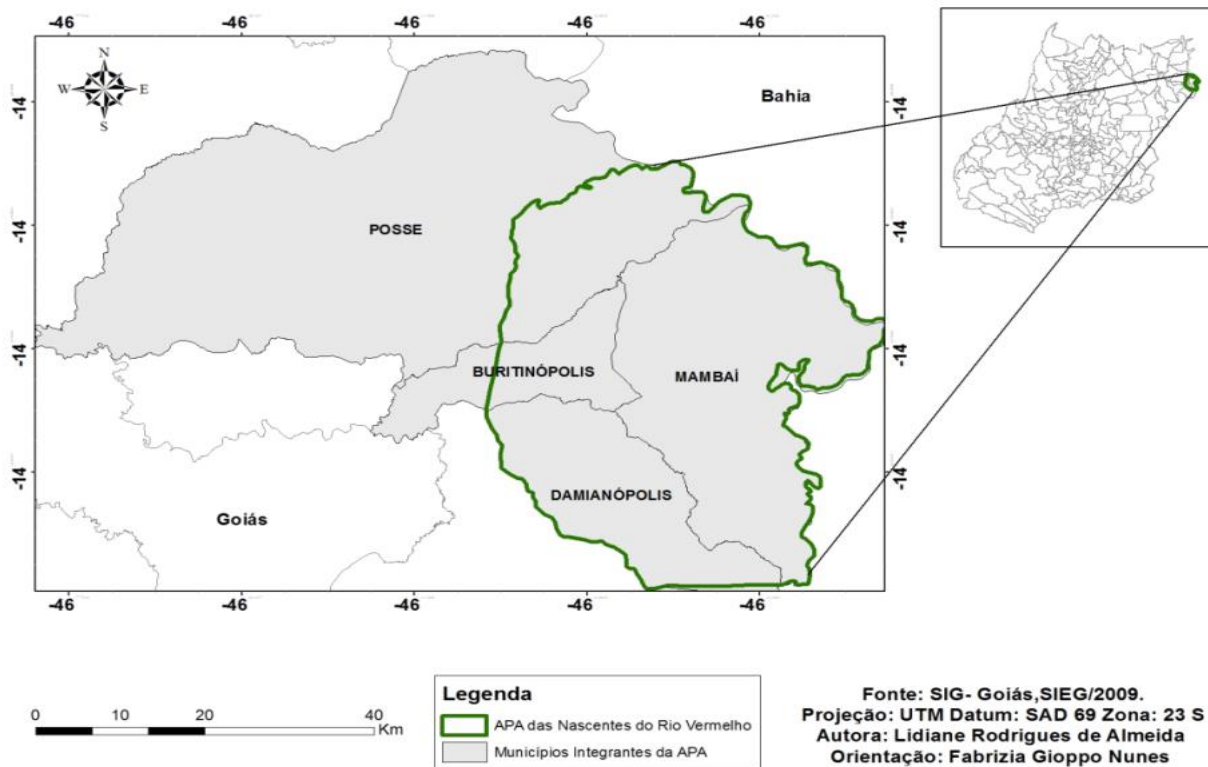 -46 -46 -46 -46 -46
N
W E
S
-14 Bahia -14
POSSE
-14 -14
-14 -14
BURITINÓPOLIS MAMBAÍ
-14 -14
DAMIANÓPOLIS
Goiás
-46 -46 -46 -46 -46
0 10 20 40
Km
Legenda
APA das Nascentes do Rio Vermelho
Municípios Integrantes da APA
Fonte: SIG- Goiás,SIEG/2009.
Projeção: UTM Datum: SAD 69 Zona: 23 S
Autora: Lidiane Rodrigues de Almeida
Orientação: Fabrizia Gioppo Nunes